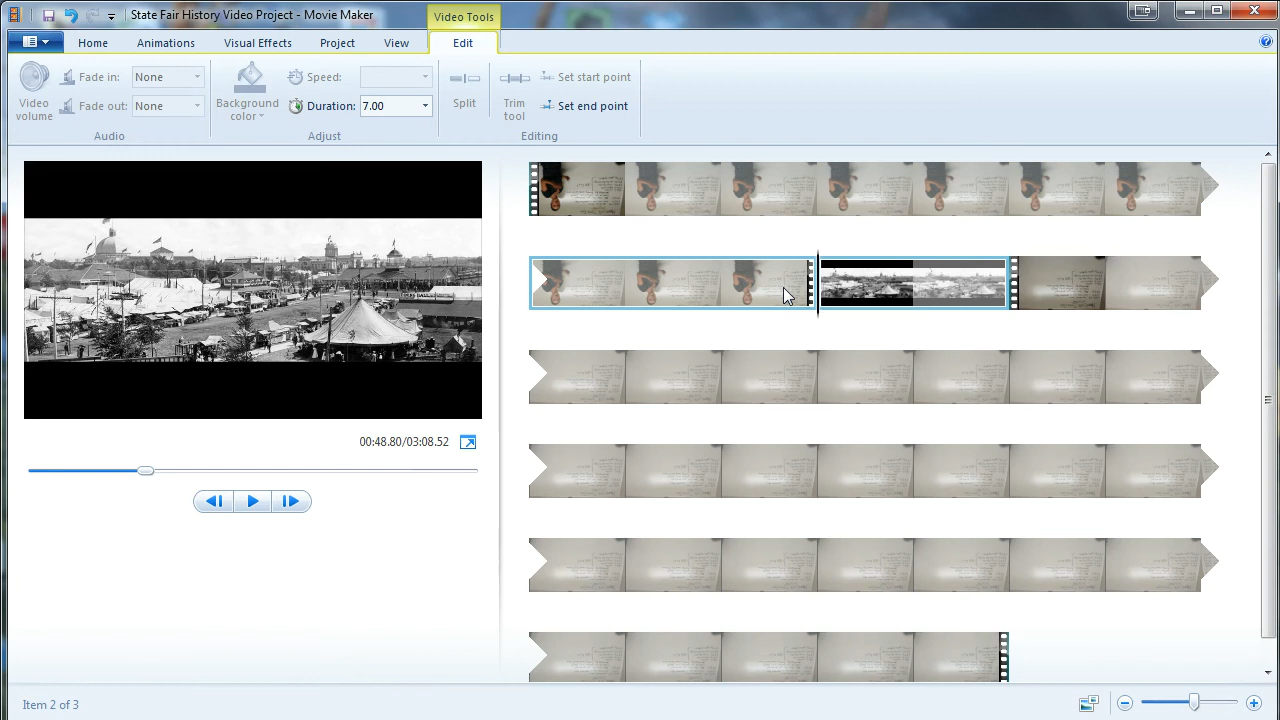 State Fair History Video Project - Movie Maker
Video Tools
Home
Animations
Visual Effects
Project
View
Edit
Video volume
Fade in: None
Fade out: None
Audio
Background color
Speed:
Duration: 7.00
Adjust
Split
Trim tool
Set start point
Set end point
Editing
00:48.80/03:08.52
Item 2 of 3